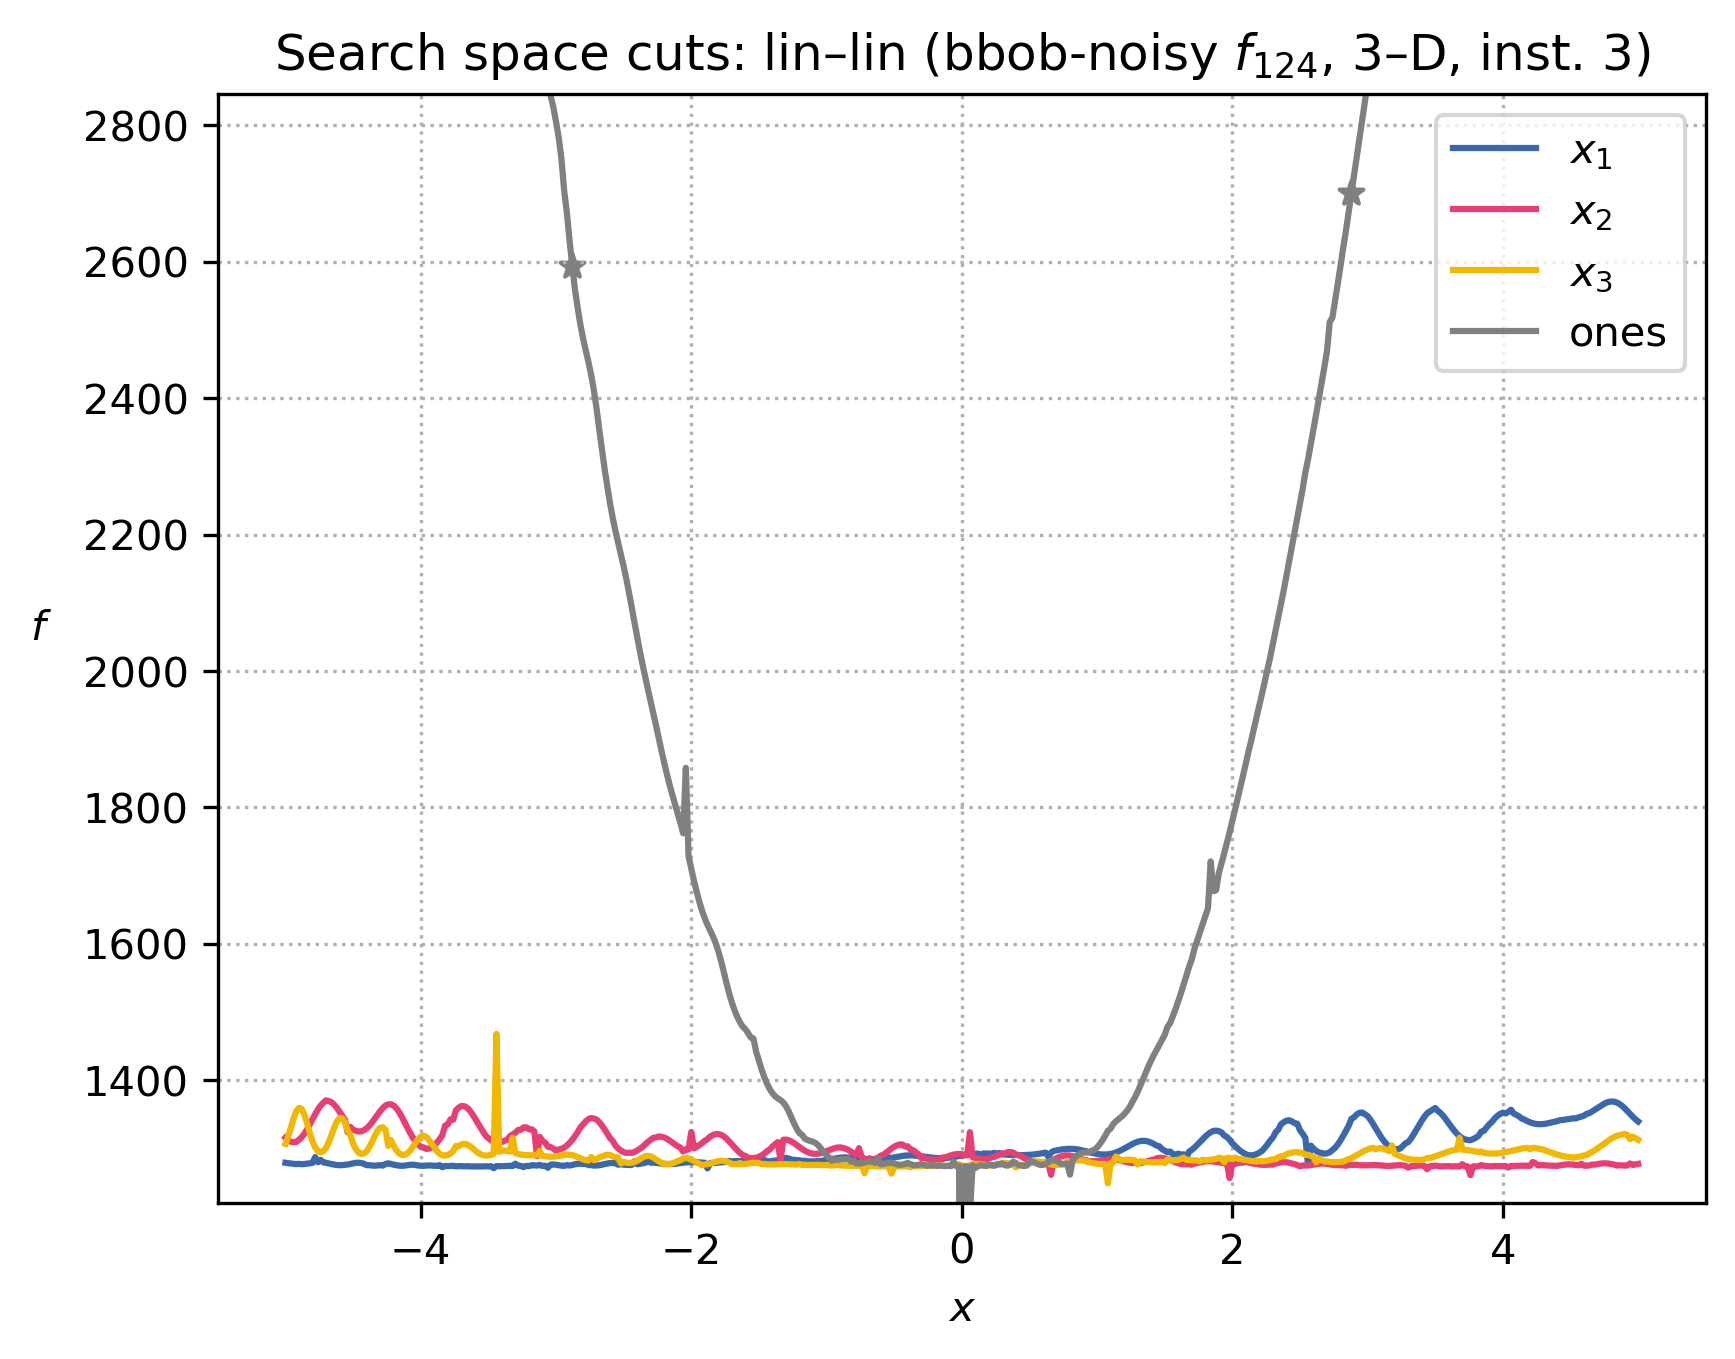 Search space cuts: lin–lin (bbob-noisy f₁₂₄, 3–D, inst. 3)
2800
2600
2400
2200
2000
1800
1600
1400
f
x₁
x₂
x₃
ones
−4 −2 0 2 4
x